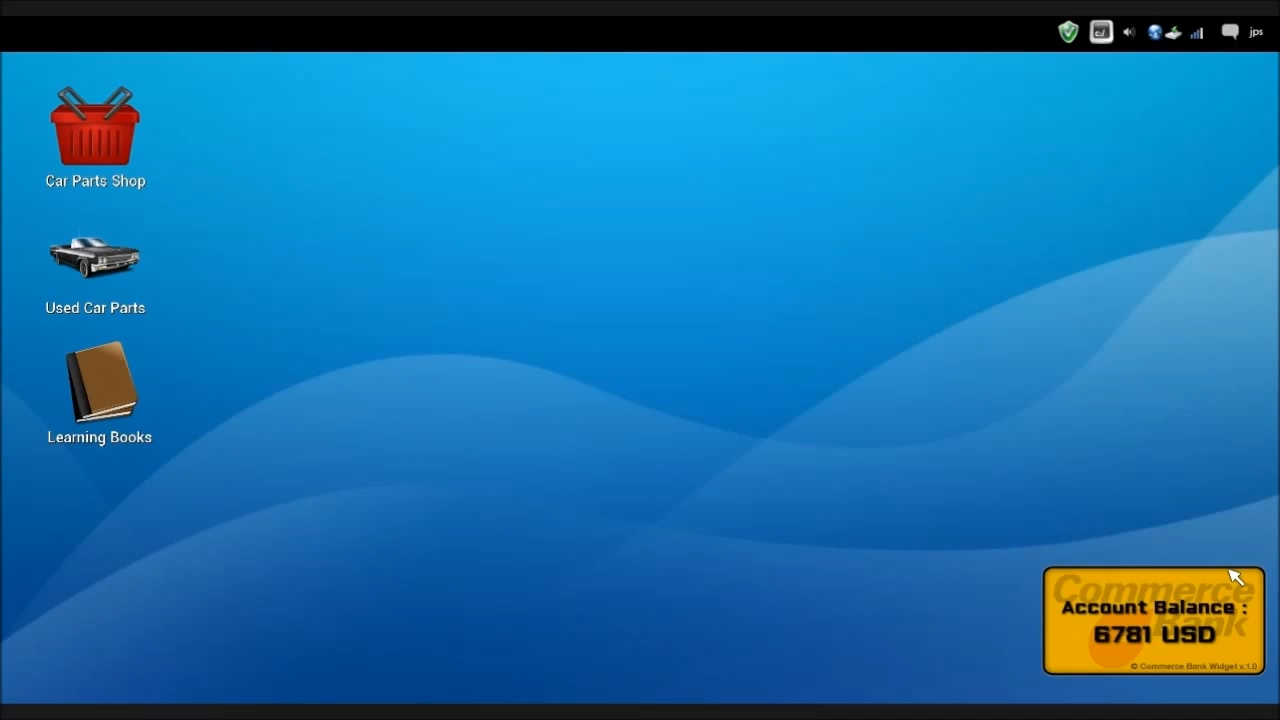 jps
Car Parts Shop
Used Car Parts
Learning Books
Commerce
Account Balance :
Bank
6781 USD
© Commerce Bank Widget v.1.0